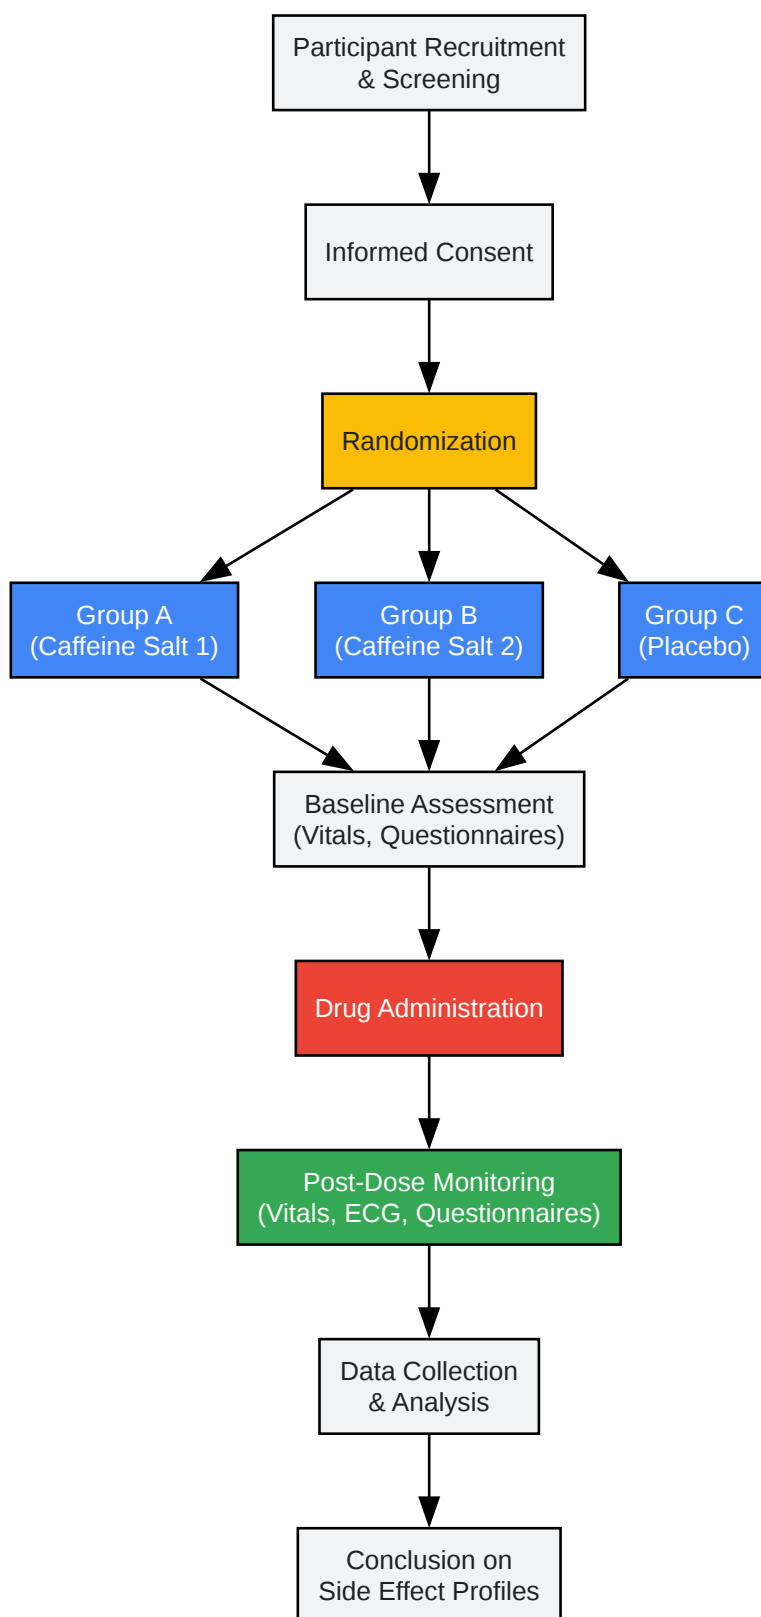 Participant Recruitment
& Screening
Informed Consent
Randomization
Group A
(Caffeine Salt 1)
Group B
(Caffeine Salt 2)
Group C
(Placebo)
Baseline Assessment
(Vitals, Questionnaires)
Drug Administration
Post-Dose Monitoring
(Vitals, ECG, Questionnaires)
Data Collection
& Analysis
Conclusion on
Side Effect Profiles